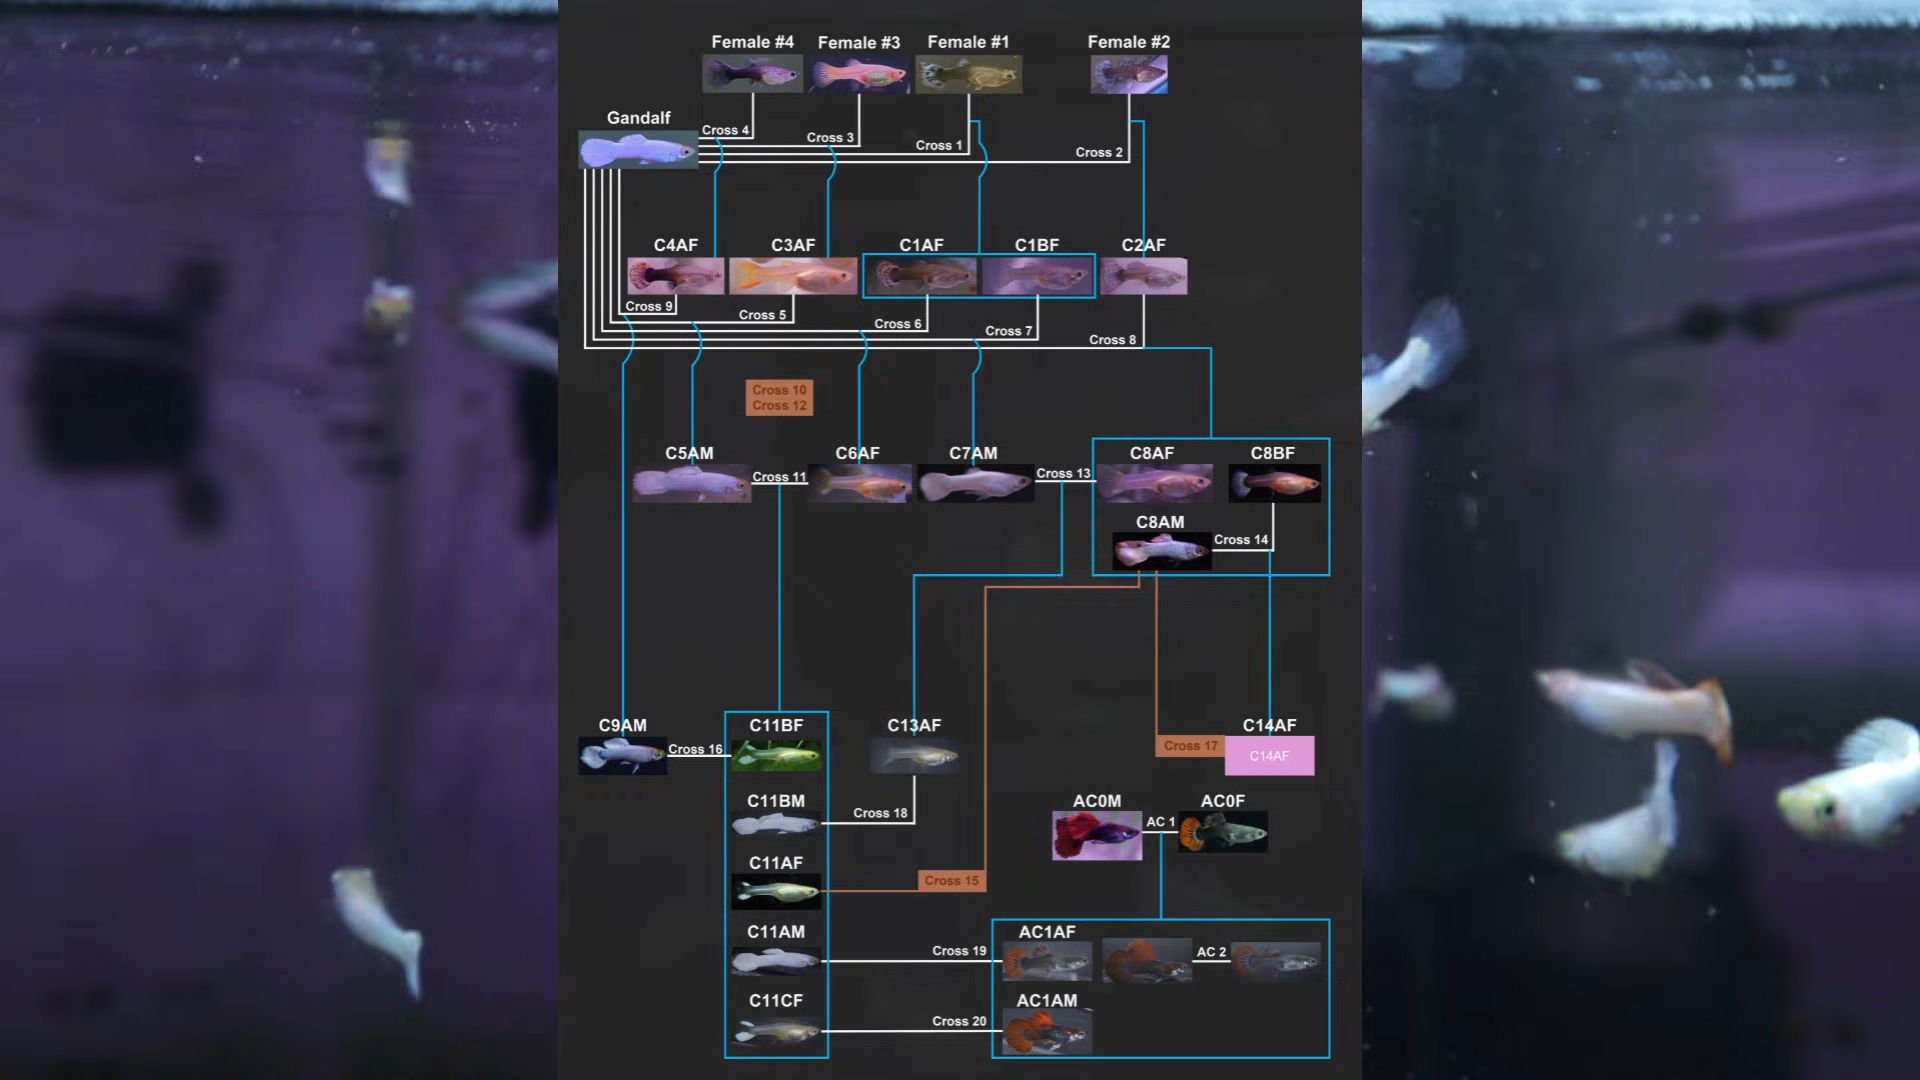 Female #4
Female #3
Female #1
Female #2
Gandalf
Cross 4
Cross 3
Cross 1
Cross 2
C4AF
C3AF
C1AF
C1BF
C2AF
Cross 9
Cross 5
Cross 6
Cross 7
Cross 8
Cross 10
Cross 12
C5AM
C6AF
C7AM
C8AF
C8BF
Cross 11
Cross 13
C8AM
Cross 14
C9AM
C11BF
C13AF
C14AF
Cross 16
Cross 17
C14AF
C11BM
Cross 18
AC0M
AC0F
AC 1
C11AF
Cross 15
C11AM
Cross 19
AC1AF
AC 2
C11CF
Cross 20
AC1AM